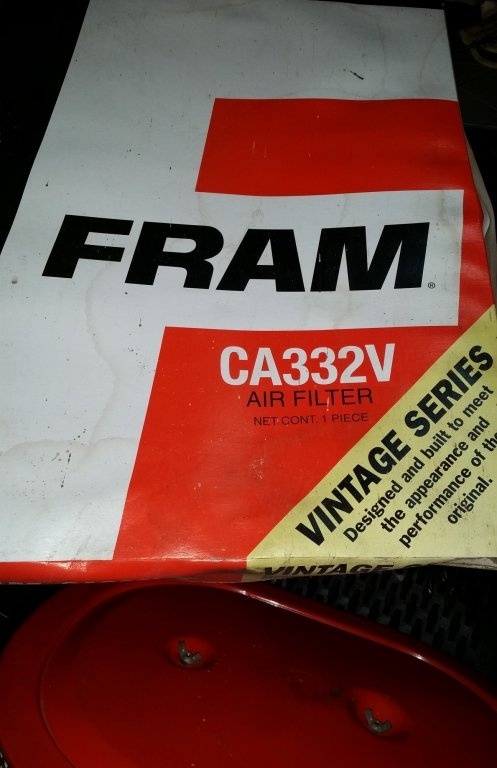 FRAM®
CA332V
AIR FILTER
NET CONT. 1 PIECE
VINTAGE SERIES
Designed and built to meet
the appearance and
performance of the
original.
VINTAGE